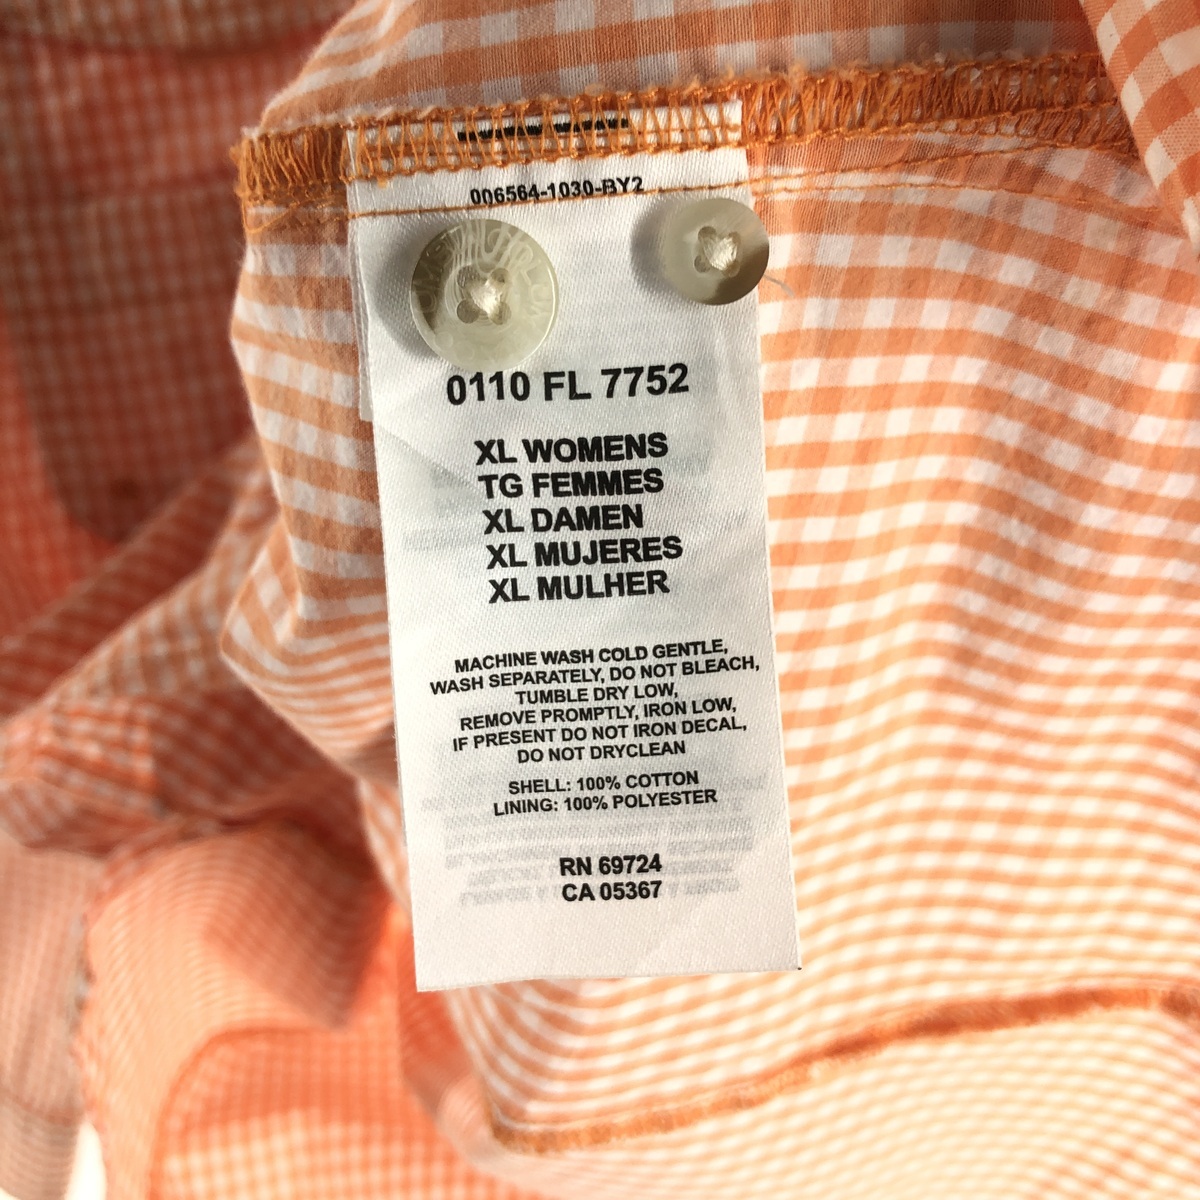 006564-1030-BY2
0110 FL 7752
XL WOMENS
TG FEMMES
XL DAMEN
XL MUJERES
XL MULHER
MACHINE WASH COLD GENTLE,
WASH SEPARATELY, DO NOT BLEACH,
TUMBLE DRY LOW,
REMOVE PROMPTLY, IRON LOW,
IF PRESENT DO NOT IRON DECAL,
DO NOT DRYCLEAN
SHELL: 100% COTTON
LINING: 100% POLYESTER
RN 69724
CA 05367